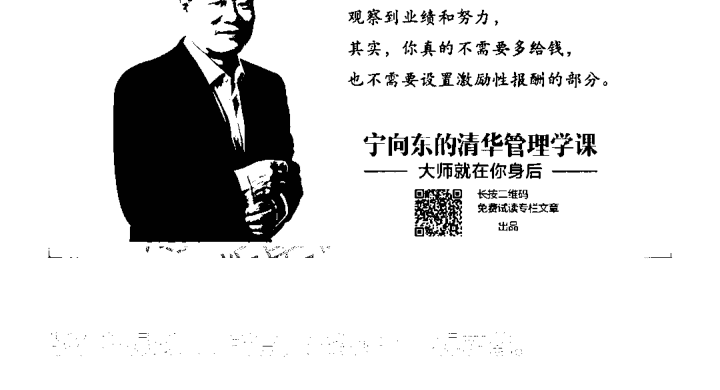 观察到业绩和努力，
其实，你真的不需要多给钱，
也不需要设置激励性报酬的部分。
宁向东的清华管理学课
大师就在你身后
长按二维码
免费试读专栏文章
出品